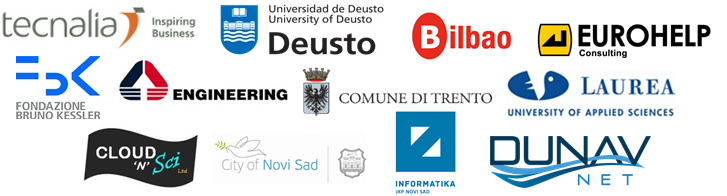 tecnalia Inspiring
Business
Universidad de Deusto
University of Deusto
Deusto
Bilbao
EUROHELP
Consulting
FBK
FONDAZIONE
BRUNO KESSLER
ENGINEERING
COMUNE DI TRENTO
LAUREA
UNIVERSITY OF APPLIED SCIENCES
CLOUD
'N' Sci
Ltd
City of Novi Sad
INFORMATIKA
JKP NOVI SAD
DUNAV
NET